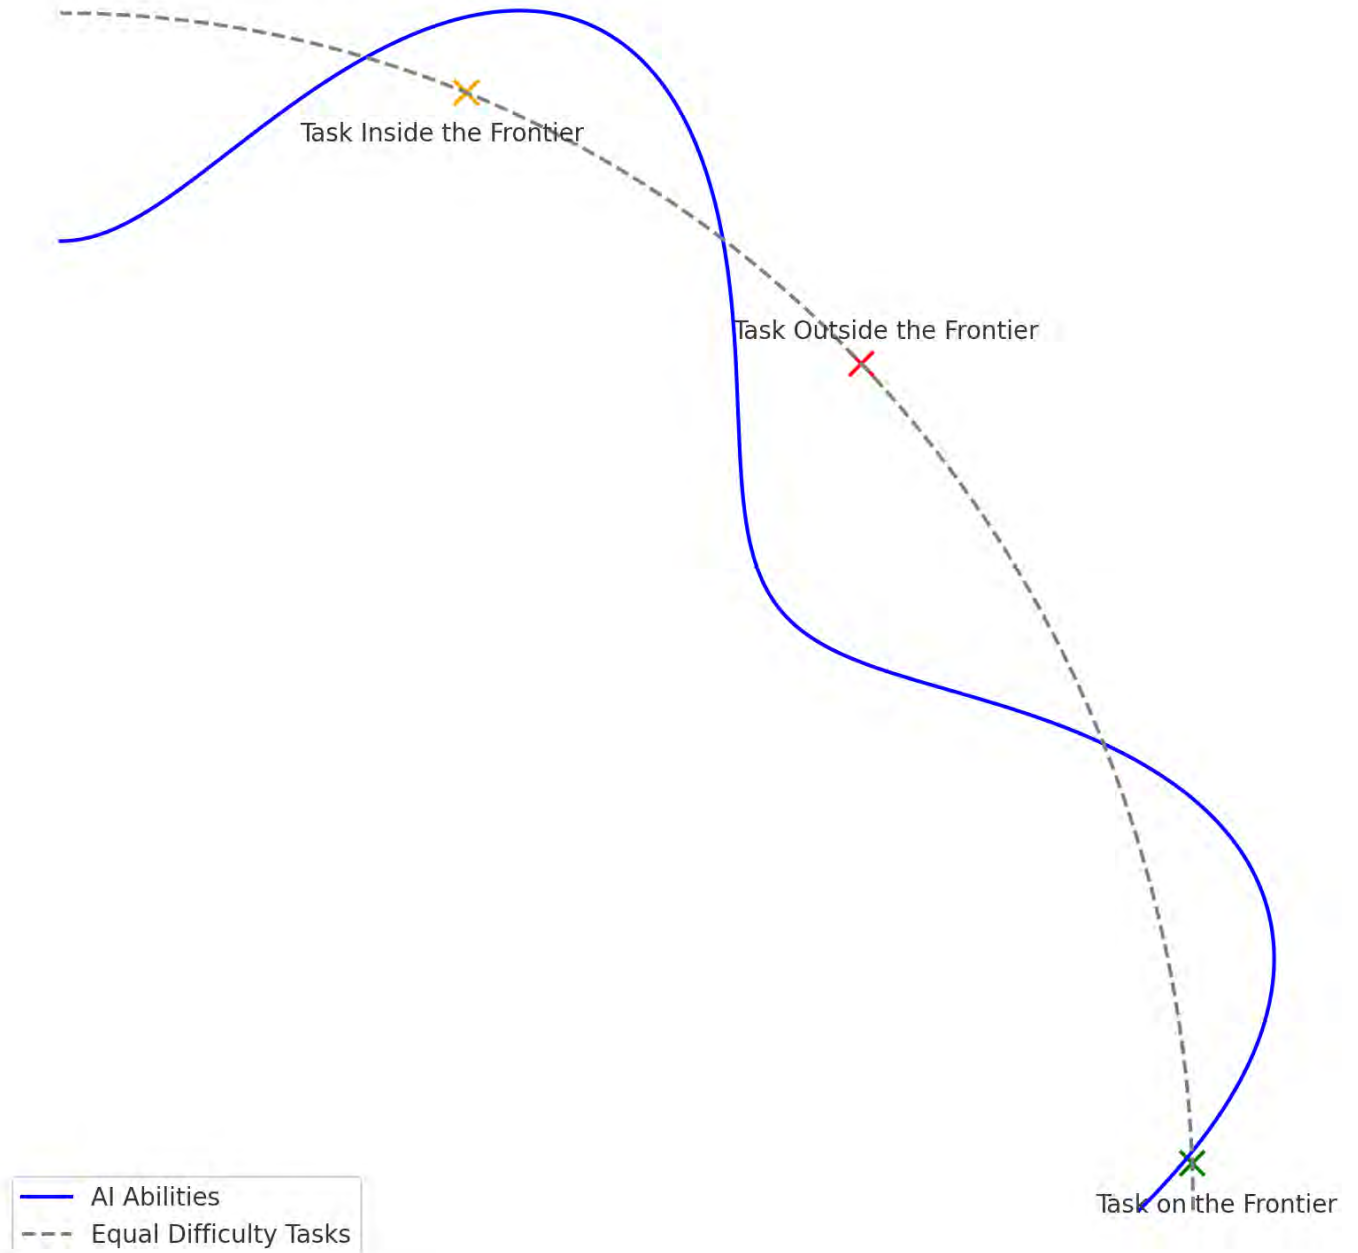 Task Inside the Frontier
Task Outside the Frontier
Task on the Frontier
AI Abilities
Equal Difficulty Tasks